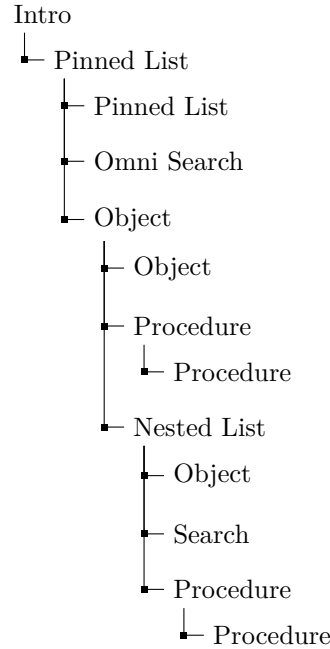 Intro
Pinned List
Pinned List
Omni Search
Object
Object
Procedure
Procedure
Nested List
Object
Search
Procedure
Procedure